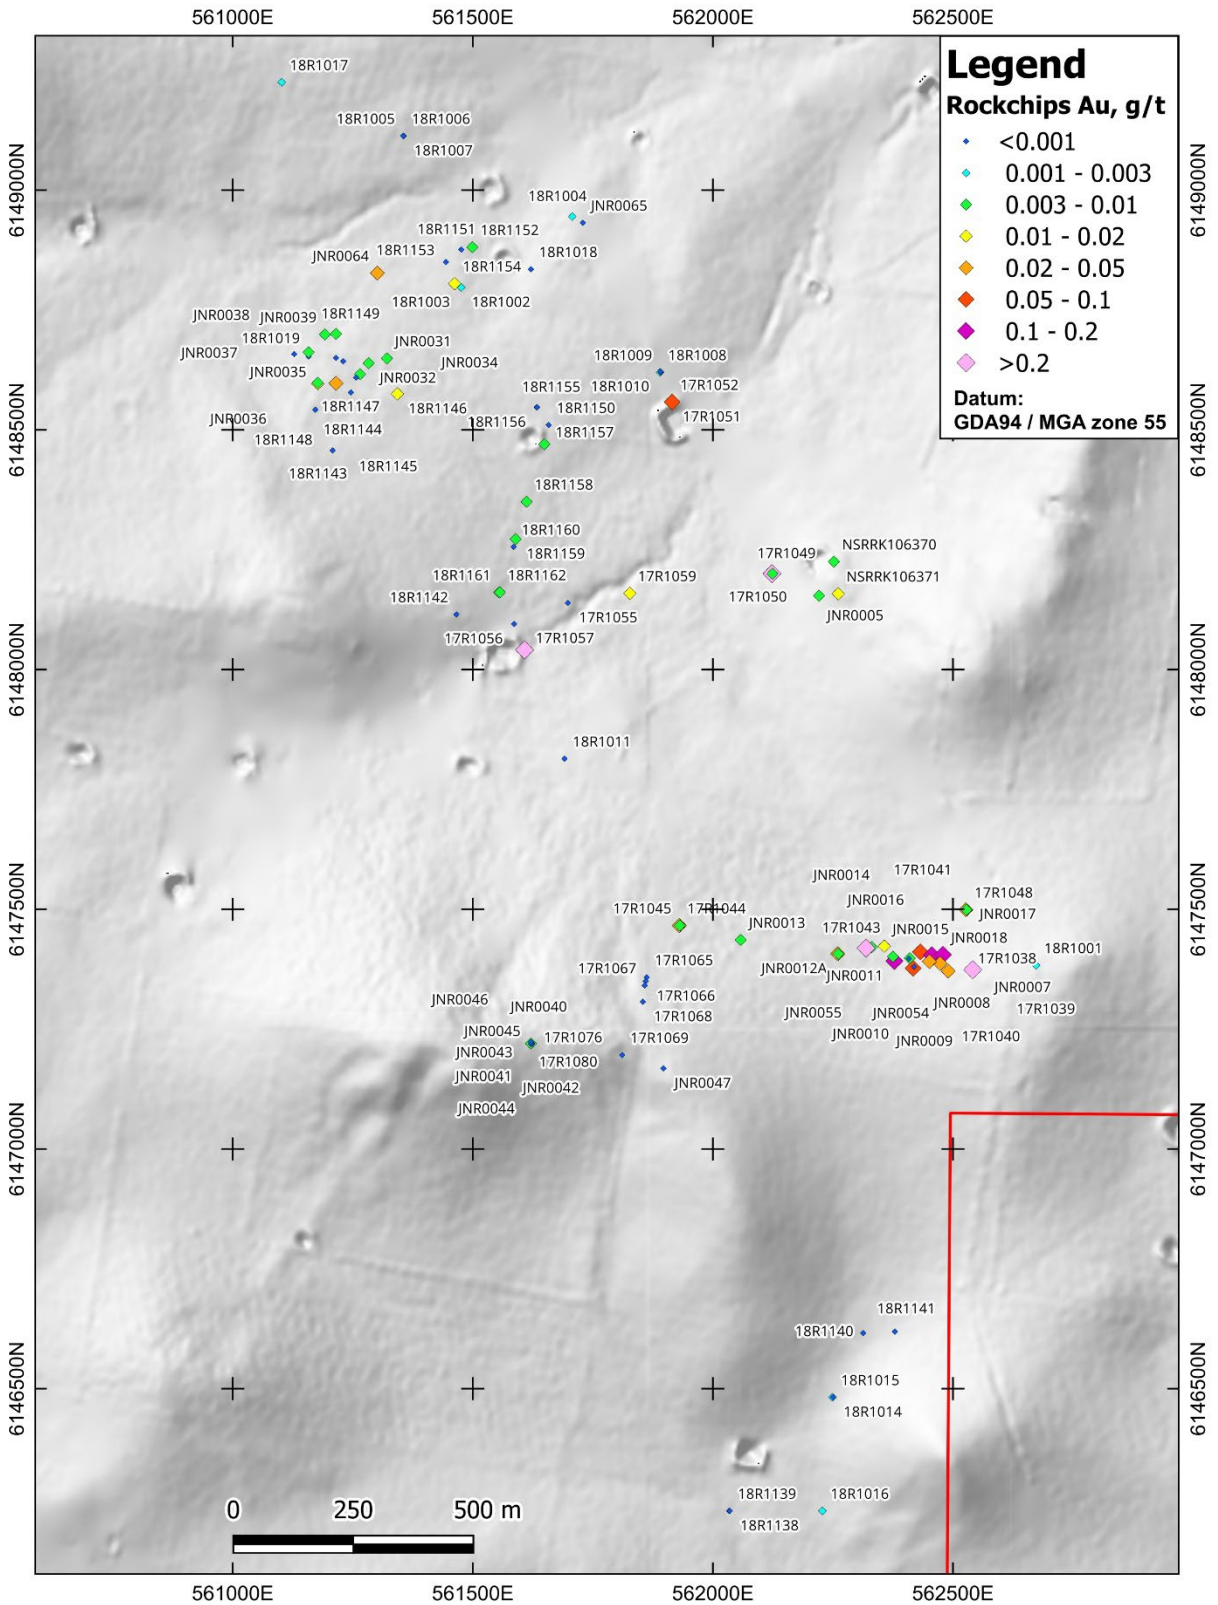 561000E 561500E 562000E 562500E
Legend
Rockchips Au, g/t
<0.001
0.001 - 0.003
0.003 - 0.01
0.01 - 0.02
0.02 - 0.05
0.05 - 0.1
0.1 - 0.2
>0.2
Datum:
GDA94 / MGA zone 55
18R1017
18R1005 18R1006
18R1007
6149000N 6149000N
18R1004 JNR0065
18R1151 18R1152
18R1153 18R1018
JNR0064 18R1154
18R1003 18R1002
JNR0038 JNR0039 18R1149
18R1019 JNR0031
JNR0037 JNR0034
JNR0035 JNR0032
18R1009 18R1008
18R1155 18R1010 17R1052
18R1147 18R1146
18R1150
JNR0036 18R1156 17R1051
18R1144 18R1157
18R1148
18R1143 18R1145
6148500N 6148500N
18R1158
18R1160
18R1159
17R1049 NSRRK106370
18R1161 18R1162 17R1059 NSRRK106371
18R1142 17R1050
17R1055 JNR0005
17R1056 17R1057
6148000N 6148000N
18R1011
JNR0014 17R1041
17R1048
JNR0016
17R1045 17R1044 JNR0017
6147500N 6147500N
JNR0013 17R1043 JNR0015
JNR0018
18R1001
17R1065 17R1038
17R1067 JNR0012A JNR0011
JNR0007
17R1066
JNR0046 JNR0040 JNR0008
17R1068 JNR0055 JNR0054 17R1039
JNR0045 17R1076 17R1069 JNR0010 JNR0009 17R1040
JNR0043
17R1080
JNR0041 JNR0042 JNR0047
JNR0044
6147000N 6147000N
18R1141
18R1140
18R1015
18R1014
6146500N 6146500N
18R1139 18R1016
18R1138
0 250 500 m
561000E 561500E 562000E 562500E